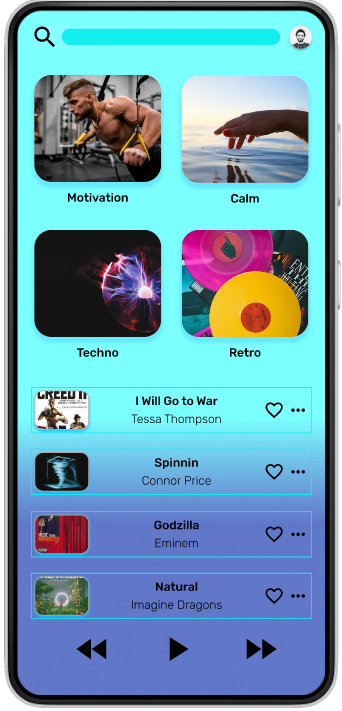 Motivation
Calm
Techno
Retro
CREED II
I Will Go to War
Tessa Thompson
Spinnin
Connor Price
Godzilla
Eminem
Natural
Imagine Dragons